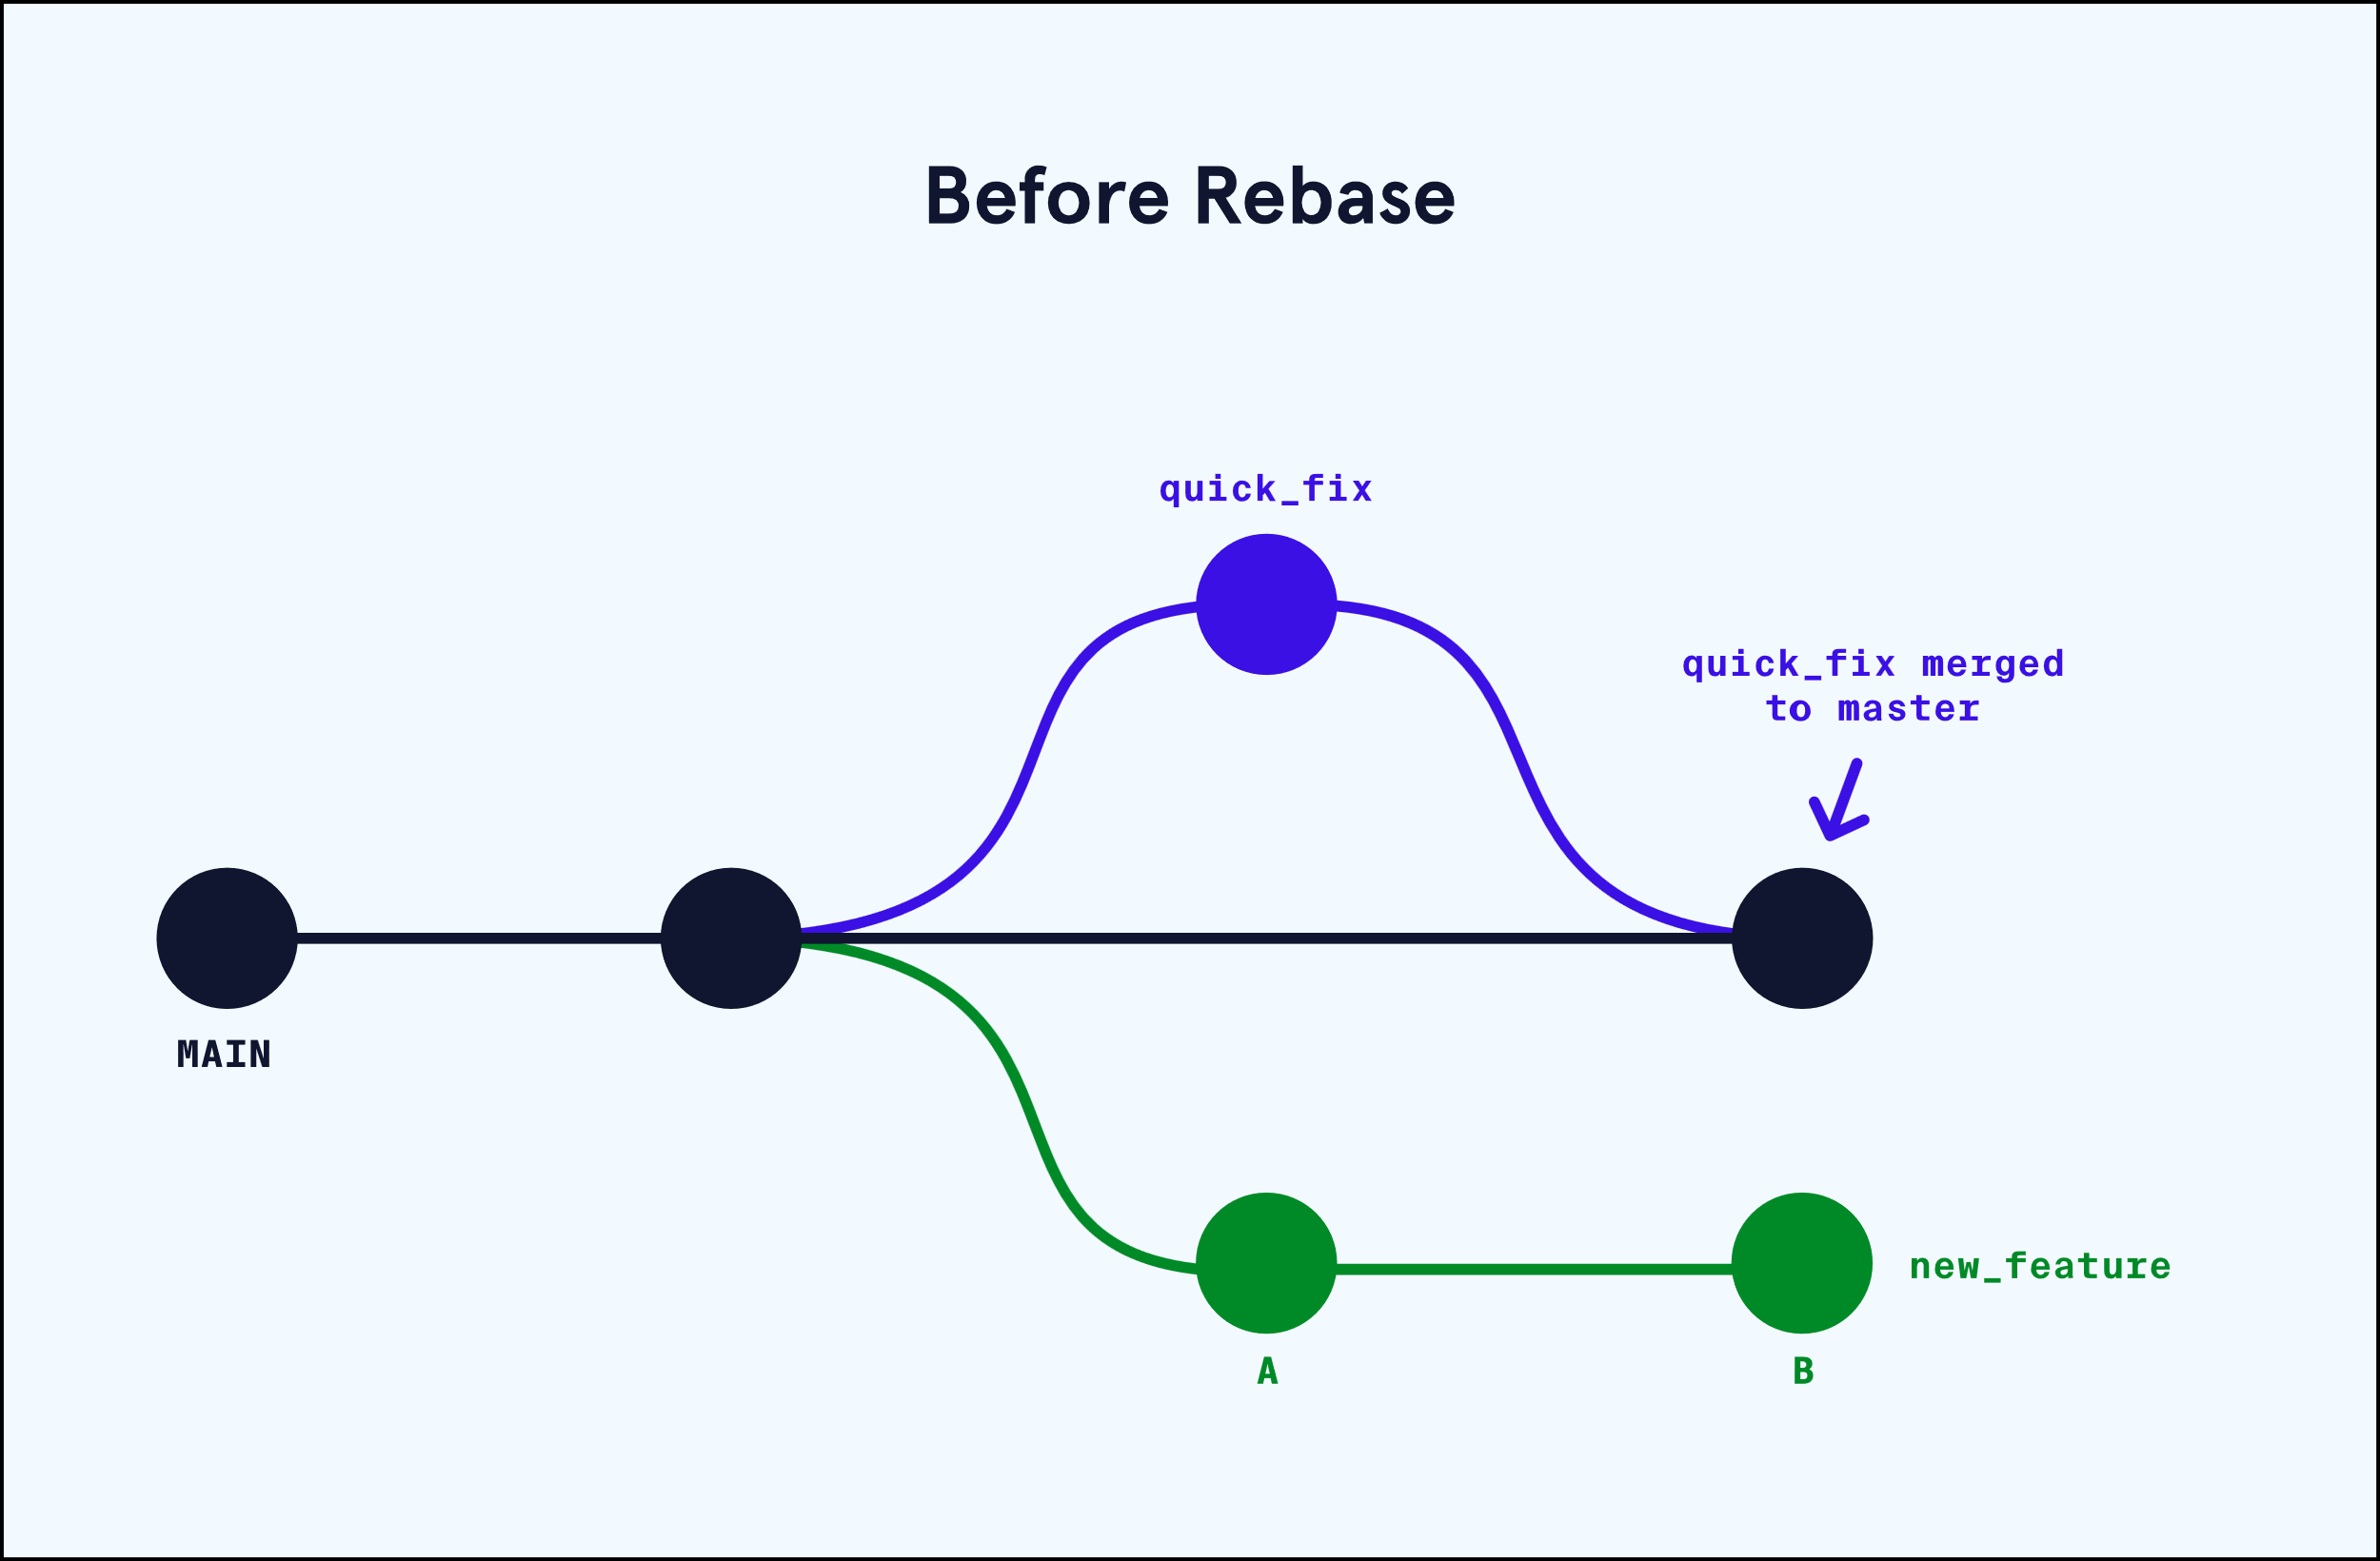 Before Rebase
quick_fix
quick_fix merged
to master
MAIN
new_feature
A
B